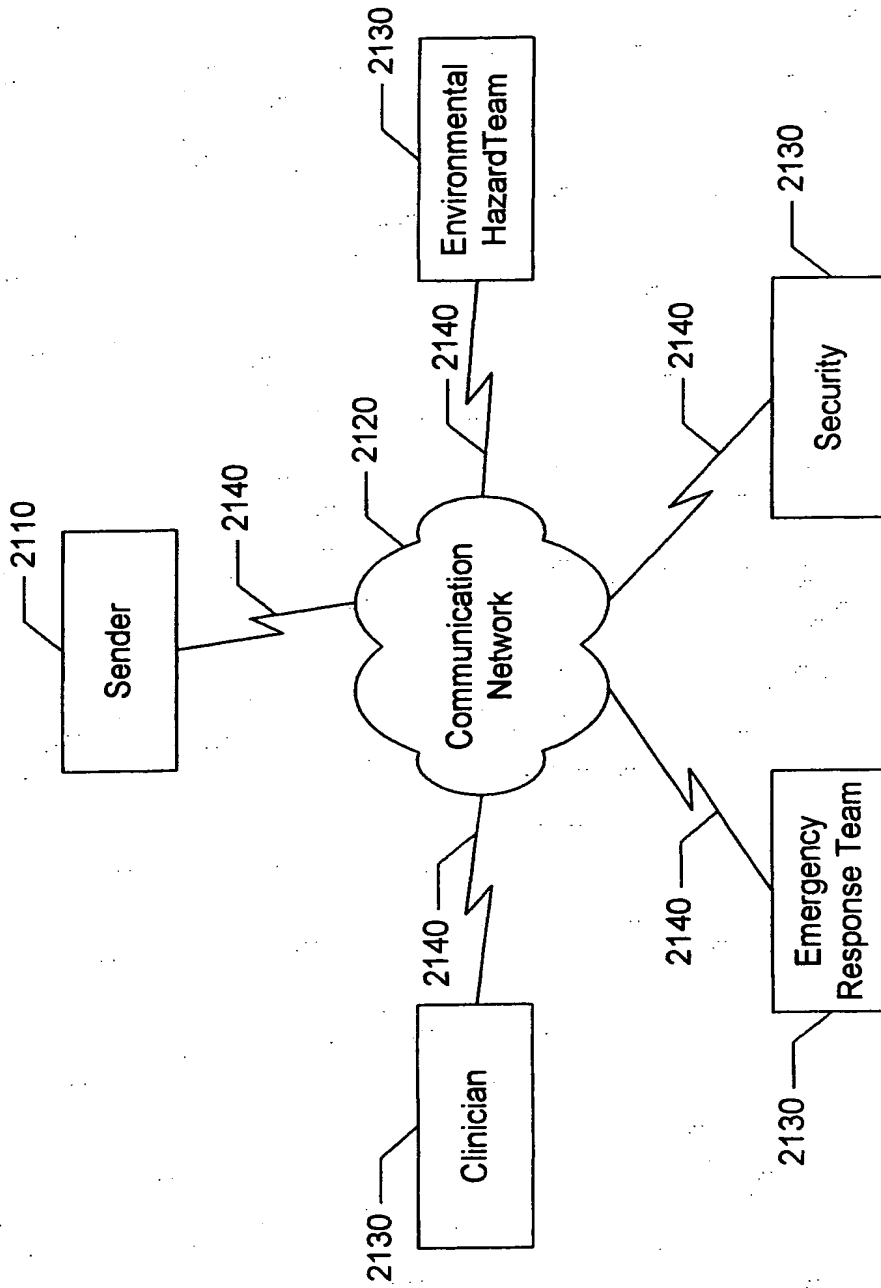 2110
Sender
2140
2120
2130
Clinician
2140
Communication
Network
2140
Environmental
HazardTeam
2130
2130
Emergency
Response Team
2140
2140
Security
2130